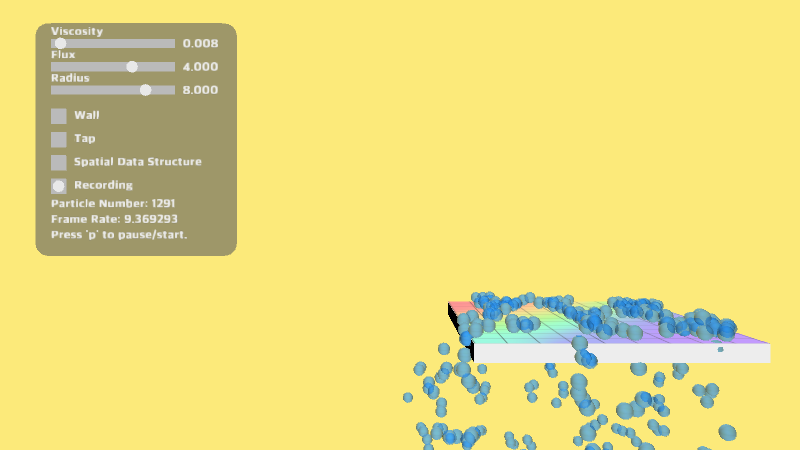 Viscosity
0.008
Flux
4.000
Radius
8.000
Wall
Tap
Spatial Data Structure
Recording
Particle Number: 1291
Frame Rate: 9.369293
Press `p` to pause/start.